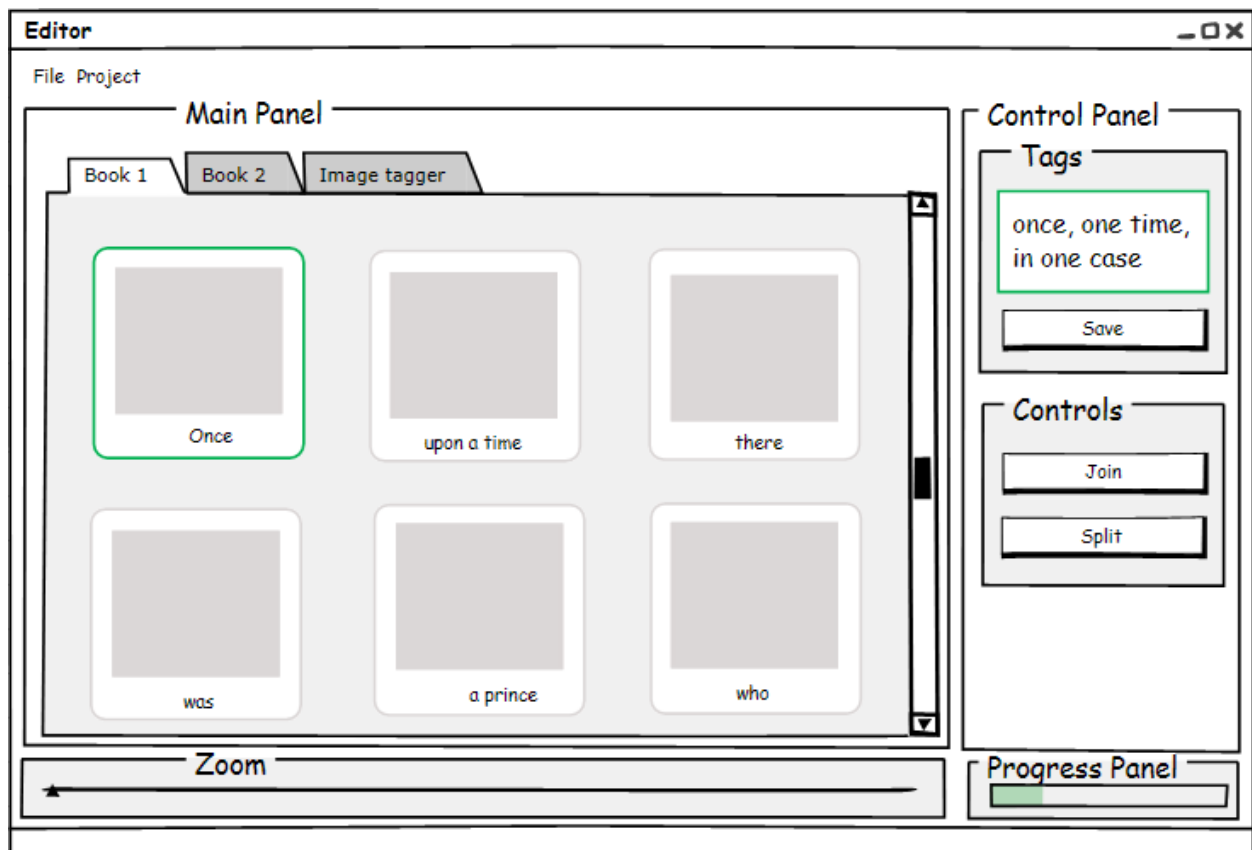 Editor
File Project
Main Panel
Book 1
Book 2
Image tagger
Once
upon a time
there
was
a prince
who
Zoom
Control Panel
Tags
once, one time,
in one case
Save
Controls
Join
Split
Progress Panel